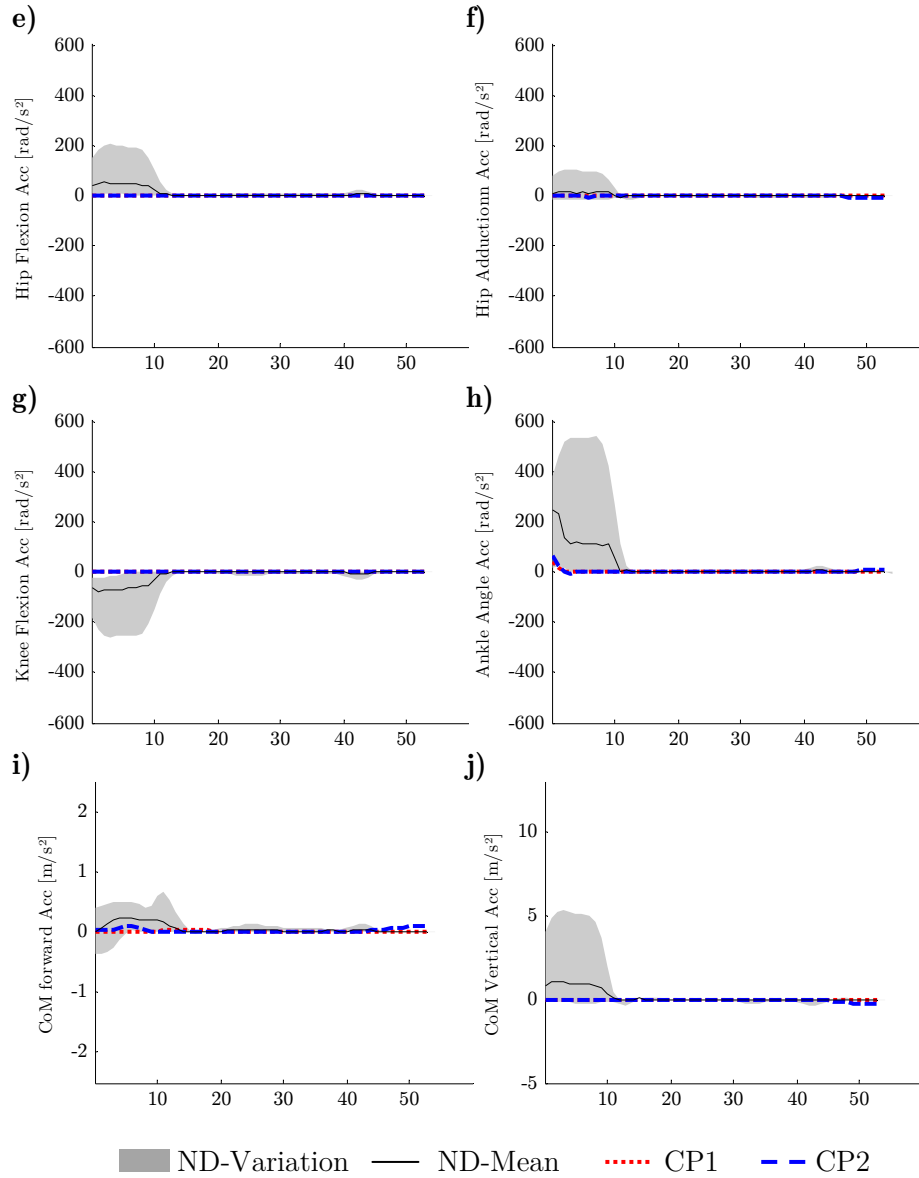 e)
600
400
200
0
-200
-400
-600
10 20 30 40 50
Hip Flexion Acc [rad/s²]
f)
600
400
200
0
-200
-400
-600
10 20 30 40 50
Hip Adductionn Acc [rad/s²]
g)
600
400
200
0
-200
-400
-600
10 20 30 40 50
Knee Flexion Acc [rad/s²]
h)
600
400
200
0
-200
-400
-600
10 20 30 40 50
Ankle Angle Acc [rad/s²]
i)
2
1
0
-1
-2
10 20 30 40 50
CoM forward Acc [m/s²]
j)
10
5
0
-5
10 20 30 40 50
CoM Vertical Acc [m/s²]
ND-Variation ND-Mean CP1 CP2